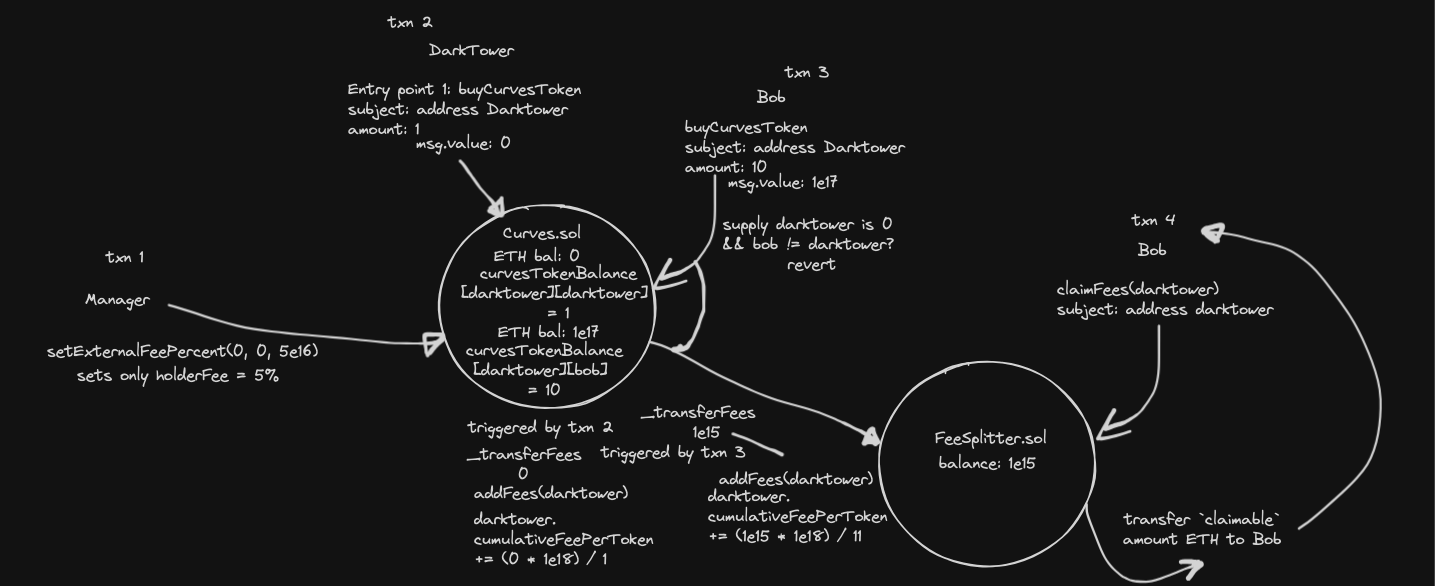 txn 2
DarkTower
Entry point 1: buyCurvesToken
subject: address Darktower
amount: 1
msg.value: 0
txn 3
Bob
buyCurvesToken
subject: address Darktower
amount: 10
msg.value: 1e17
supply darktower is 0
&& bob != darktower?
revert
txn 1
Manager
setExternalFeePercent(0, 0, 5e16)
sets only holderFee = 5%
Curves.sol
ETH bal: 0
curvesTokenBalance
[darktower][darktower]
= 1
ETH bal: 1e17
curvesTokenBalance
[darktower][bob]
= 10
triggered by txn 2
_transferFees
0
addFees(darktower)
darktower.
cumulativeFeePerToken
+= (0 * 1e18) / 1
_transferFees
1e15
triggered by txn 3
addFees(darktower)
darktower.
cumulativeFeePerToken
+= (1e15 * 1e18) / 11
txn 4
Bob
claimFees(darktower)
subject: address darktower
FeeSplitter.sol
balance: 1e15
transfer `claimable`
amount ETH to Bob